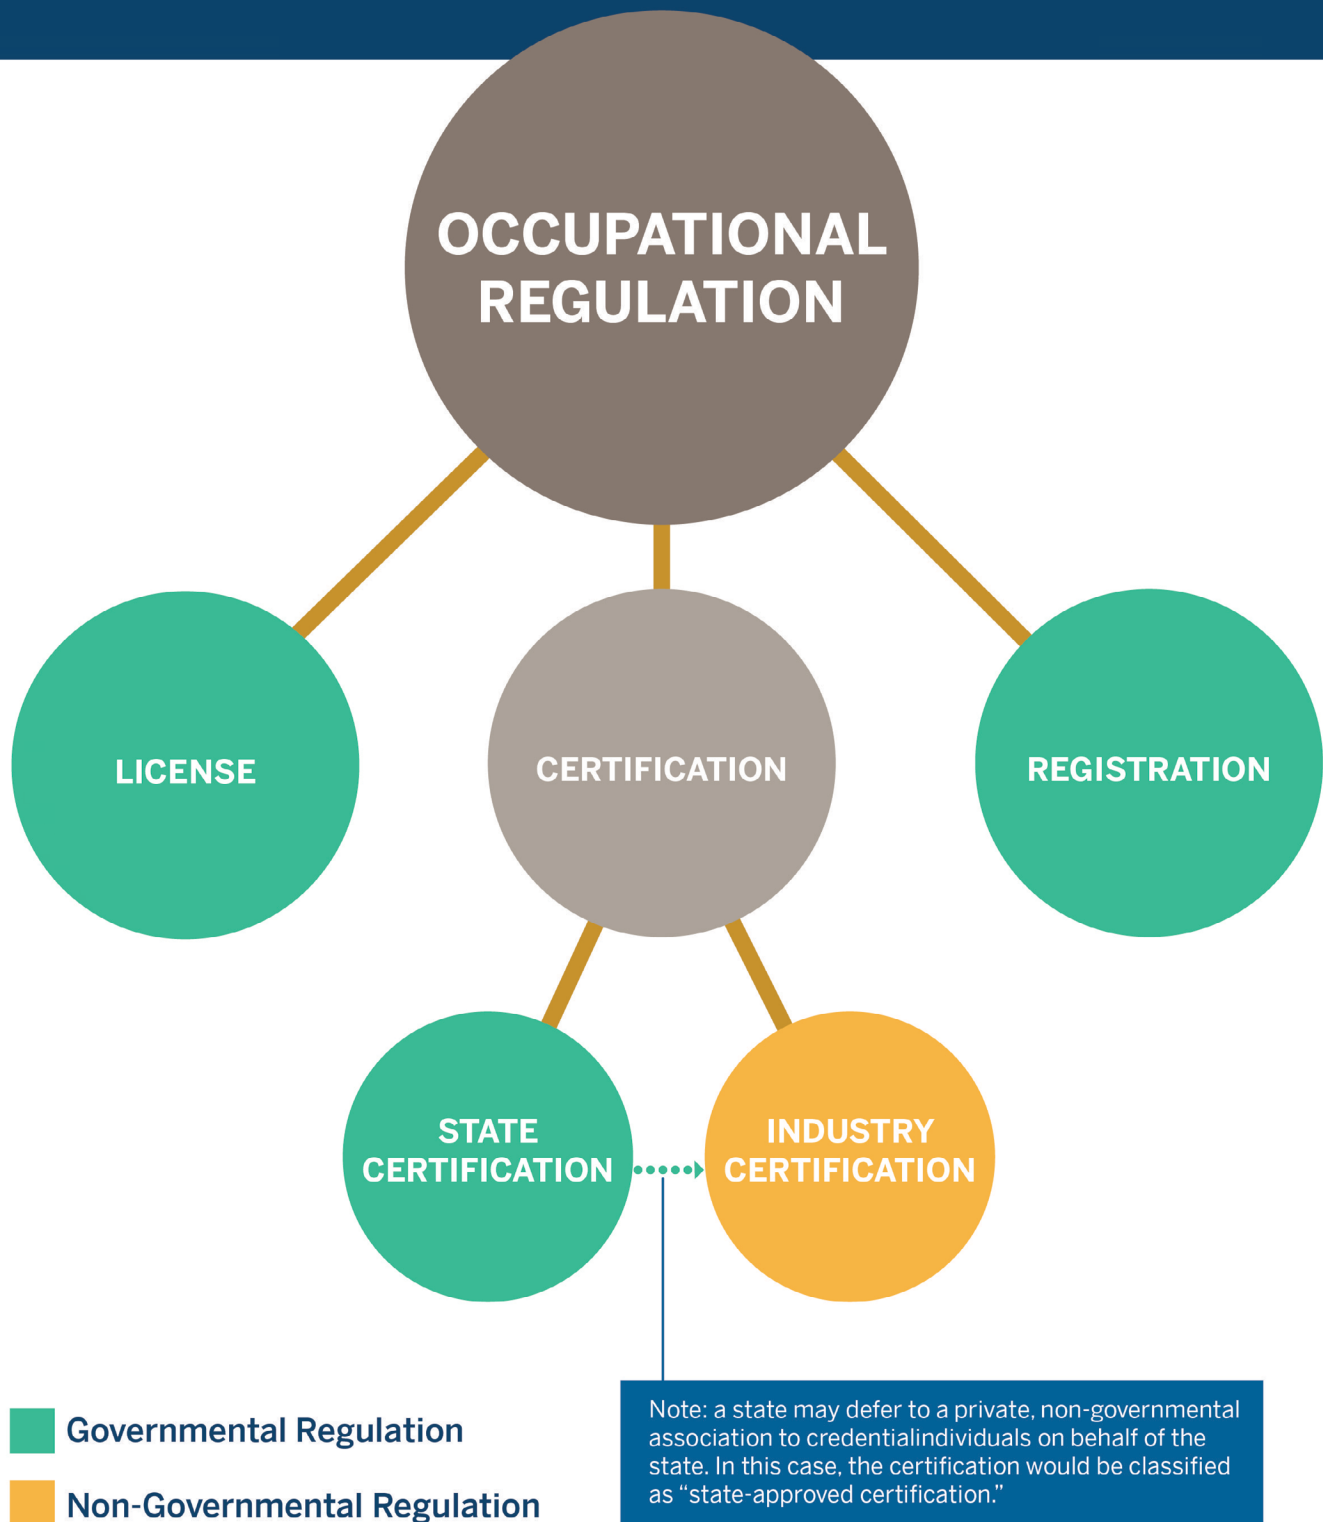 OCCUPATIONAL
REGULATION
LICENSE
CERTIFICATION
REGISTRATION
STATE
CERTIFICATION
INDUSTRY
CERTIFICATION
Governmental Regulation
Non-Governmental Regulation
Note: a state may defer to a private, non-governmental
association to credentialindividuals on behalf of the
state. In this case, the certification would be classified
as “state-approved certification.”